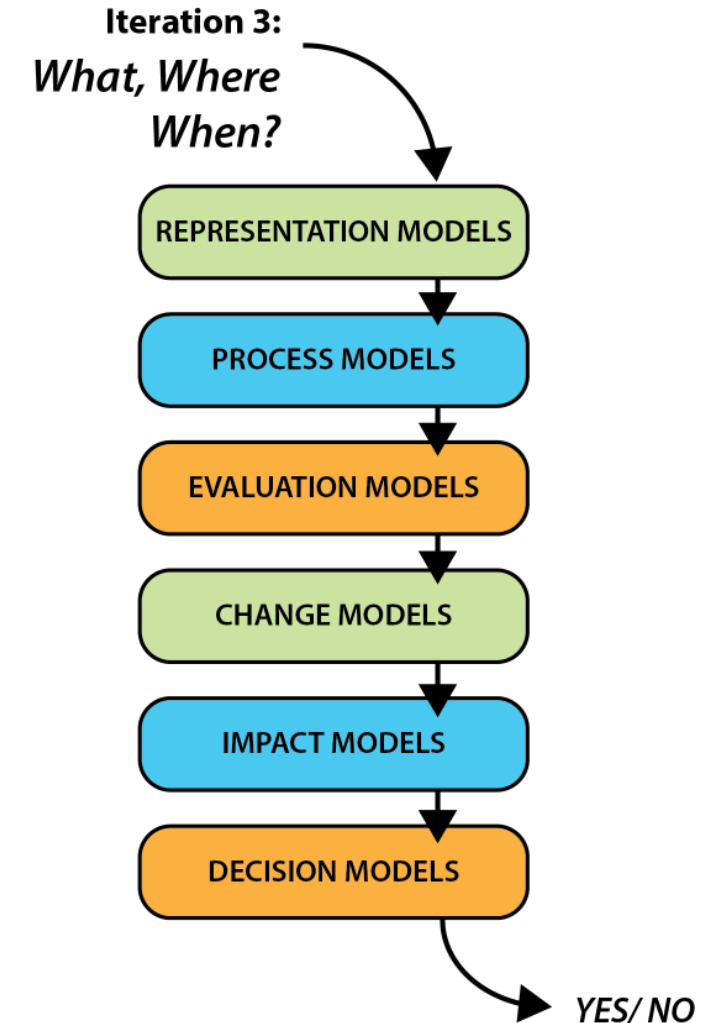 Iteration 3:
What, Where
When?
REPRESENTATION MODELS
PROCESS MODELS
EVALUATION MODELS
CHANGE MODELS
IMPACT MODELS
DECISION MODELS
YES/ NO